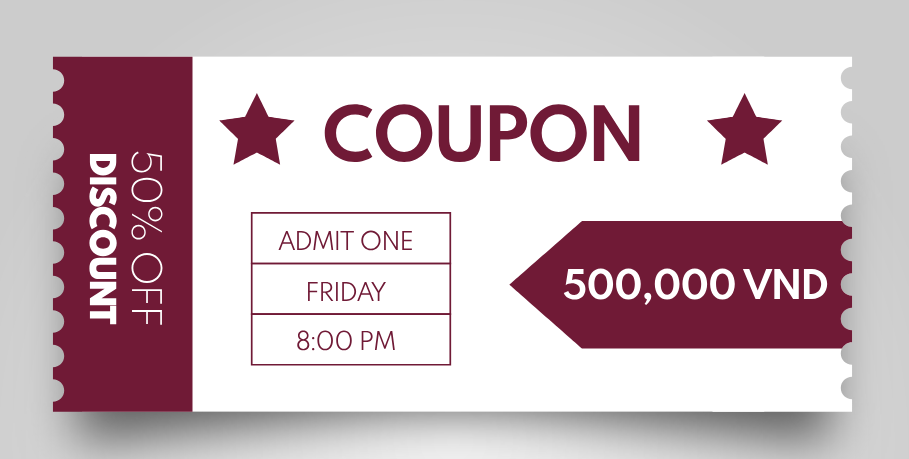 50% OFF
DISCOUNT
COUPON
ADMIT ONE
FRIDAY
8:00 PM
500,000 VND